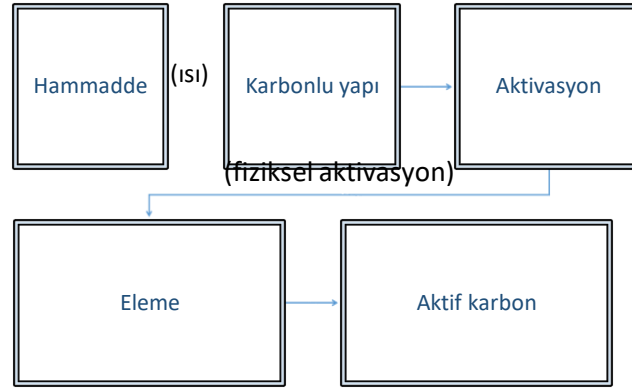 Hammadde
(ısı)
Karbonlu yapı
Aktivasyon
(fiziksel aktivasyon)
Eleme
Aktif karbon